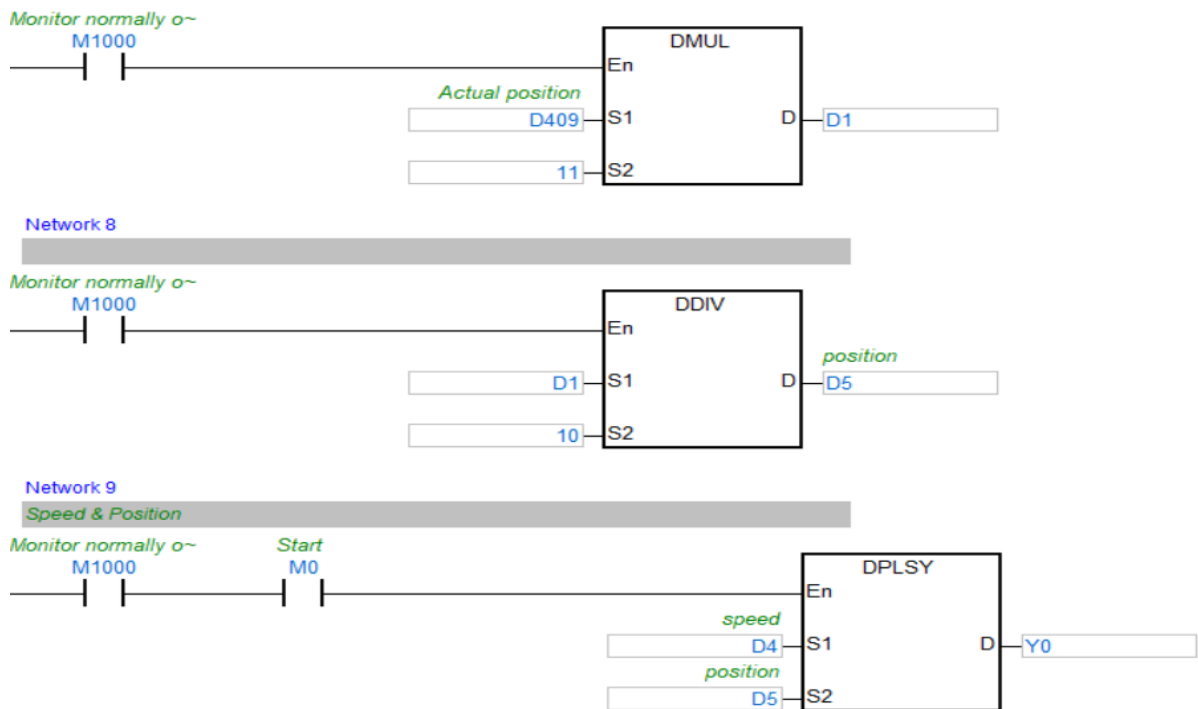 Monitor normally o~
M1000
DMUL
En
Actual position
D409 S1 D D1
11 S2
Network 8
Monitor normally o~
M1000
DDIV
En
position
D1 S1 D D5
10 S2
Network 9
Speed & Position
Monitor normally o~ Start
M1000 M0
DPLSY
En
speed
D4 S1 D Y0
position
D5 S2